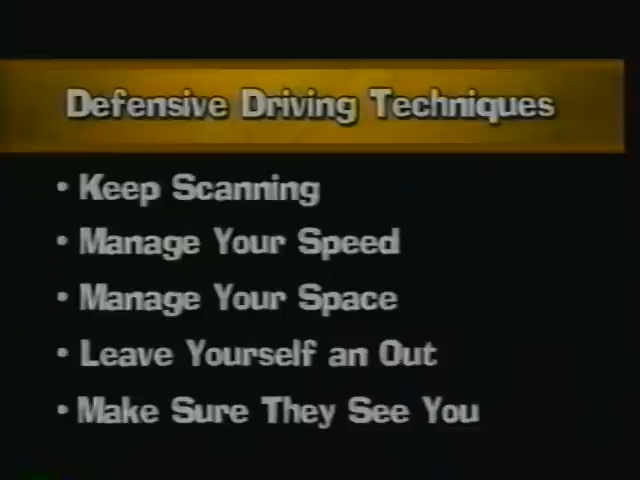 Defensive Driving Techniques
• Keep Scanning
• Manage Your Speed
• Manage Your Space
• Leave Yourself an Out
• Make Sure They See You